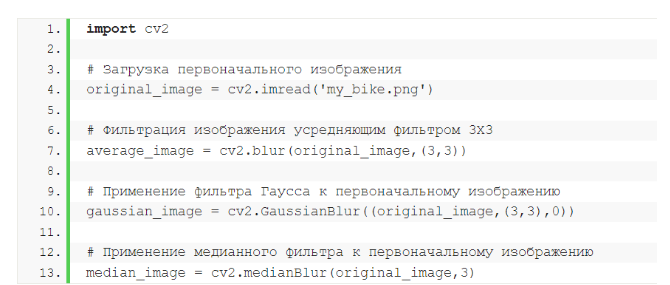 1. import cv2
2.
3. # Загрузка первоначального изображения
4. original_image = cv2.imread('my_bike.png')
5.
6. # Фильтрация изображения усредняющим фильтром 3X3
7. average_image = cv2.blur(original_image,(3,3))
8.
9. # Применение фильтра Гаусса к первоначальному изображению
10. gaussian_image = cv2.GaussianBlur((original_image,(3,3),0))
11.
12. # Применение медианного фильтра к первоначальному изображению
13. median_image = cv2.medianBlur(original_image,3)